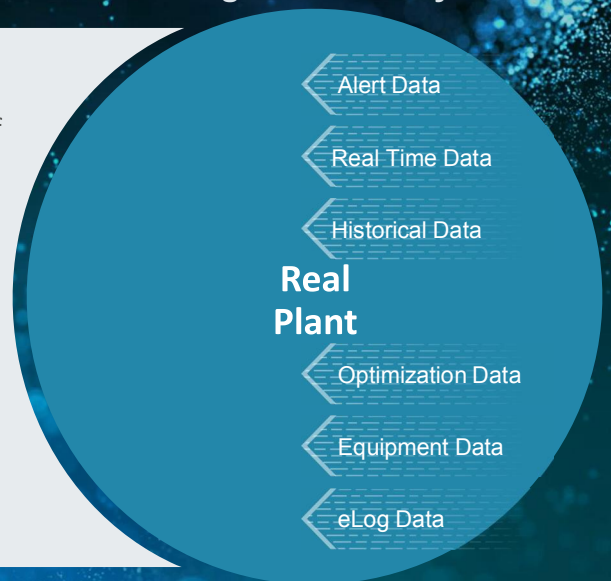 Alert Data
Real Time Data
Historical Data
Real
Plant
Optimization Data
Equipment Data
eLog Data